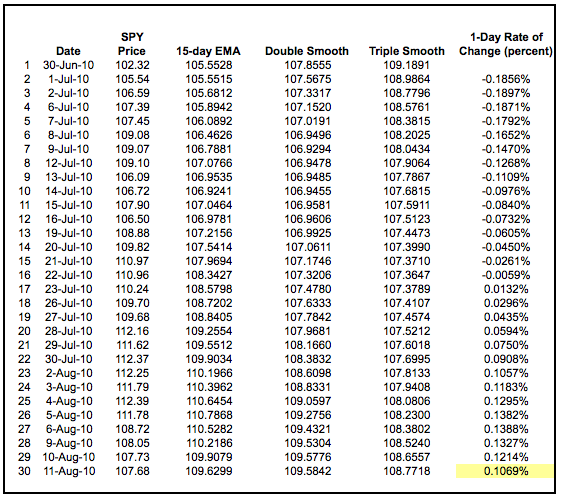 SPY 1-Day Rate of
Date Price 15-day EMA Double Smooth Triple Smooth Change (percent)
1 30-Jun-10 102.32 105.5528 107.8555 109.1891
2 1-Jul-10 105.54 105.5515 107.5675 108.9864 -0.1856%
3 2-Jul-10 106.59 105.6812 107.3317 108.7796 -0.1897%
4 6-Jul-10 107.39 105.8942 107.1520 108.5761 -0.1871%
5 7-Jul-10 107.45 106.0892 107.0191 108.3815 -0.1792%
6 8-Jul-10 109.08 106.4626 106.9496 108.2025 -0.1652%
7 9-Jul-10 109.07 106.7881 106.9294 108.0434 -0.1470%
8 12-Jul-10 109.10 107.0766 106.9478 107.9064 -0.1268%
9 13-Jul-10 106.09 106.9535 106.9485 107.7867 -0.1109%
10 14-Jul-10 106.72 106.9241 106.9455 107.6815 -0.0976%
11 15-Jul-10 107.90 107.0464 106.9581 107.5911 -0.0840%
12 16-Jul-10 106.50 106.9781 106.9606 107.5123 -0.0732%
13 19-Jul-10 108.88 107.2156 106.9925 107.4473 -0.0605%
14 20-Jul-10 109.82 107.5414 107.0611 107.3990 -0.0450%
15 21-Jul-10 110.97 107.9694 107.1746 107.3710 -0.0261%
16 22-Jul-10 110.96 108.3427 107.3206 107.3647 -0.0059%
17 23-Jul-10 110.24 108.5798 107.4780 107.3789 0.0132%
18 26-Jul-10 109.70 108.7202 107.6333 107.4107 0.0296%
19 27-Jul-10 109.68 108.8405 107.7842 107.4574 0.0435%
20 28-Jul-10 112.16 109.2554 107.9681 107.5212 0.0594%
21 29-Jul-10 111.62 109.5512 108.1660 107.6018 0.0750%
22 30-Jul-10 112.37 109.9034 108.3832 107.6995 0.0908%
23 2-Aug-10 112.25 110.1966 108.6098 107.8133 0.1057%
24 3-Aug-10 111.79 110.3962 108.8331 107.9408 0.1183%
25 4-Aug-10 112.39 110.6454 109.0597 108.0806 0.1295%
26 5-Aug-10 111.78 110.7868 109.2756 108.2300 0.1382%
27 6-Aug-10 108.72 110.5282 109.4321 108.3802 0.1388%
28 9-Aug-10 108.05 110.2186 109.5304 108.5240 0.1327%
29 10-Aug-10 107.73 109.9079 109.5776 108.6557 0.1214%
30 11-Aug-10 107.68 109.6299 109.5842 108.7718 0.1069%